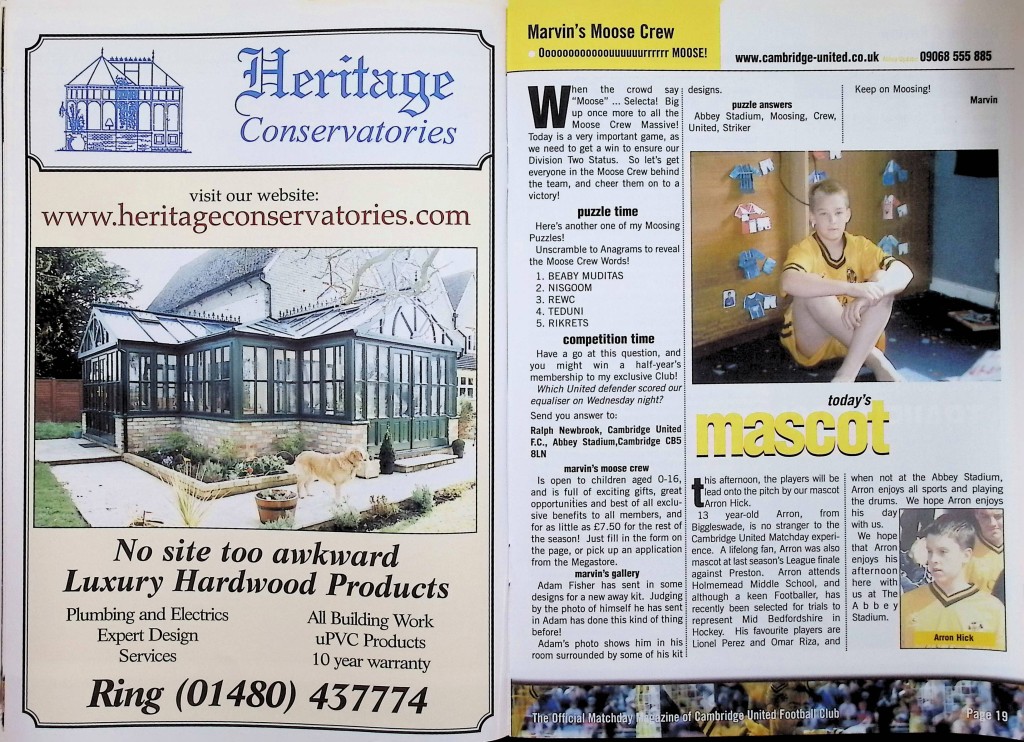 Heritage
Conservatories
visit our website:
www.heritageconservatories.com
No site too awkward
Luxury Hardwood Products
Plumbing and Electrics
Expert Design
Services
All Building Work
uPVC Products
10 year warranty
Ring (01480) 437774
Marvin's Moose Crew
Ooooooooooooouuuuuurrrrrr MOOSE!
www.cambridge-united.co.uk
09068 555 885
When the crowd say
"Moose" ... Selecta! Big
up once more to all the
Moose Crew Massive!
Today is a very important game, as
we need to get a win to ensure our
Division Two Status. So let's get
everyone in the Moose Crew behind
the team, and cheer them on to a
victory!
puzzle time
Here's another one of my Moosing
Puzzles!
Unscramble to Anagrams to reveal
the Moose Crew Words!
1. BEABY MUDITAS
2. NISGOOM
3. REWC
4. TEDUNI
5. RIKRETS
competition time
Have a go at this question, and
you might win a half-year's
membership to my exclusive Club!
Which United defender scored our
equaliser on Wednesday night?
Send you answer to:
Ralph Newbrook, Cambridge United
F.C., Abbey Stadium,Cambridge CB5
8LN
marvin's moose crew
Is open to children aged 0-16,
and is full of exciting gifts, great
opportunities and best of all exclu-
sive benefits to all members, and
for as little as £7.50 for the rest of
the season! Just fill in the form on
the page, or pick up an application
from the Megastore.
marvin's gallery
Adam Fisher has sent in some
designs for a new away kit. Judging
by the photo of himself he has sent
in Adam has done this kind of thing
before!
Adam's photo shows him in his
room surrounded by some of his kit
designs.
puzzle answers
Abbey Stadium, Moosing, Crew,
United, Striker
Keep on Moosing!
Marvin
today's
mascot
this afternoon, the players will be
lead onto the pitch by our mascot
Arron Hick.
13 year-old Arron, from
Biggleswade, is no stranger to the
Cambridge United Matchday experi-
ence. A lifelong fan, Arron was also
mascot at last season's League finale
against Preston. Arron attends
Holmemead Middle School, and
although a keen Footballer, has
recently been selected for trials to
represent Mid Bedfordshire in
Hockey. His favourite players are
Lionel Perez and Omar Riza, and
when not at the Abbey Stadium,
Arron enjoys all sports and playing
the drums. We hope Arron enjoys
his day
with us.
We hope
that Arron
enjoys his
afternoon
here with
us at The
Abbey
Stadium.
Arron Hick
The Official Matchday Magazine of Cambridge United Football Club
Page 19